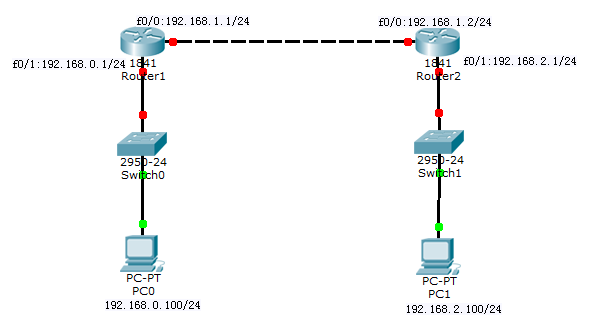 f0/0:192.168.1.1/24
f0/0:192.168.1.2/24
f0/1:192.168.0.1/24
1841
Router1
1841
Router2
f0/1:192.168.2.1/24
2950-24
Switch0
2950-24
Switch1
PC-PT
PC0
192.168.0.100/24
PC-PT
PC1
192.168.2.100/24